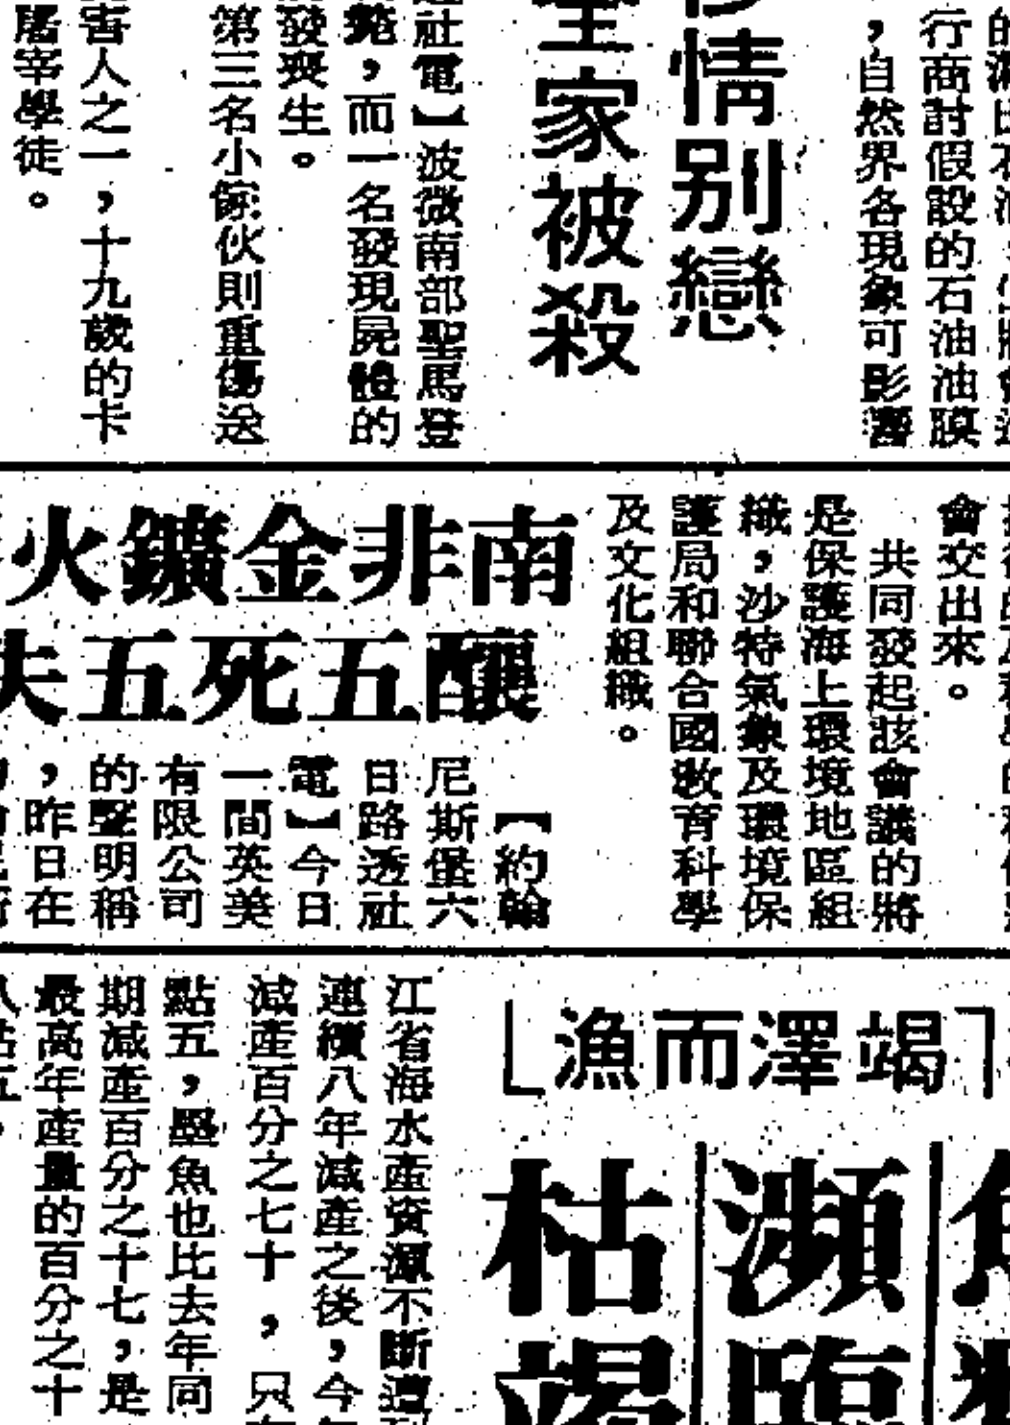 行商討假設的石油油膜
，自然界各現象可影響
情別戀
全家被殺
社電】波微南部聖馬登
斃，而一名發現屍體的
發喪生。
第三名小傢伙則重傷送
害人之一，十九歲的卡
屠宰學徒。
會交出來。
共同發起該會議的將
是保護海上環境地區組
織，沙特氣象及環境保
護局和聯合國教育科學
及文化組織。
南非金鑛火
釀五死五失
【約翰
尼斯堡六
日路透社
電】今日
一間英美
有限公司
的聲明稱
，昨日在
「竭澤而漁」
瀕臨
枯竭
江省海水產資源不斷遭
連續八年減產之後，今
減產百分之七十，只
點五，墨魚也比去年同
期減產百分之十七，是
最高年產量的百分之十